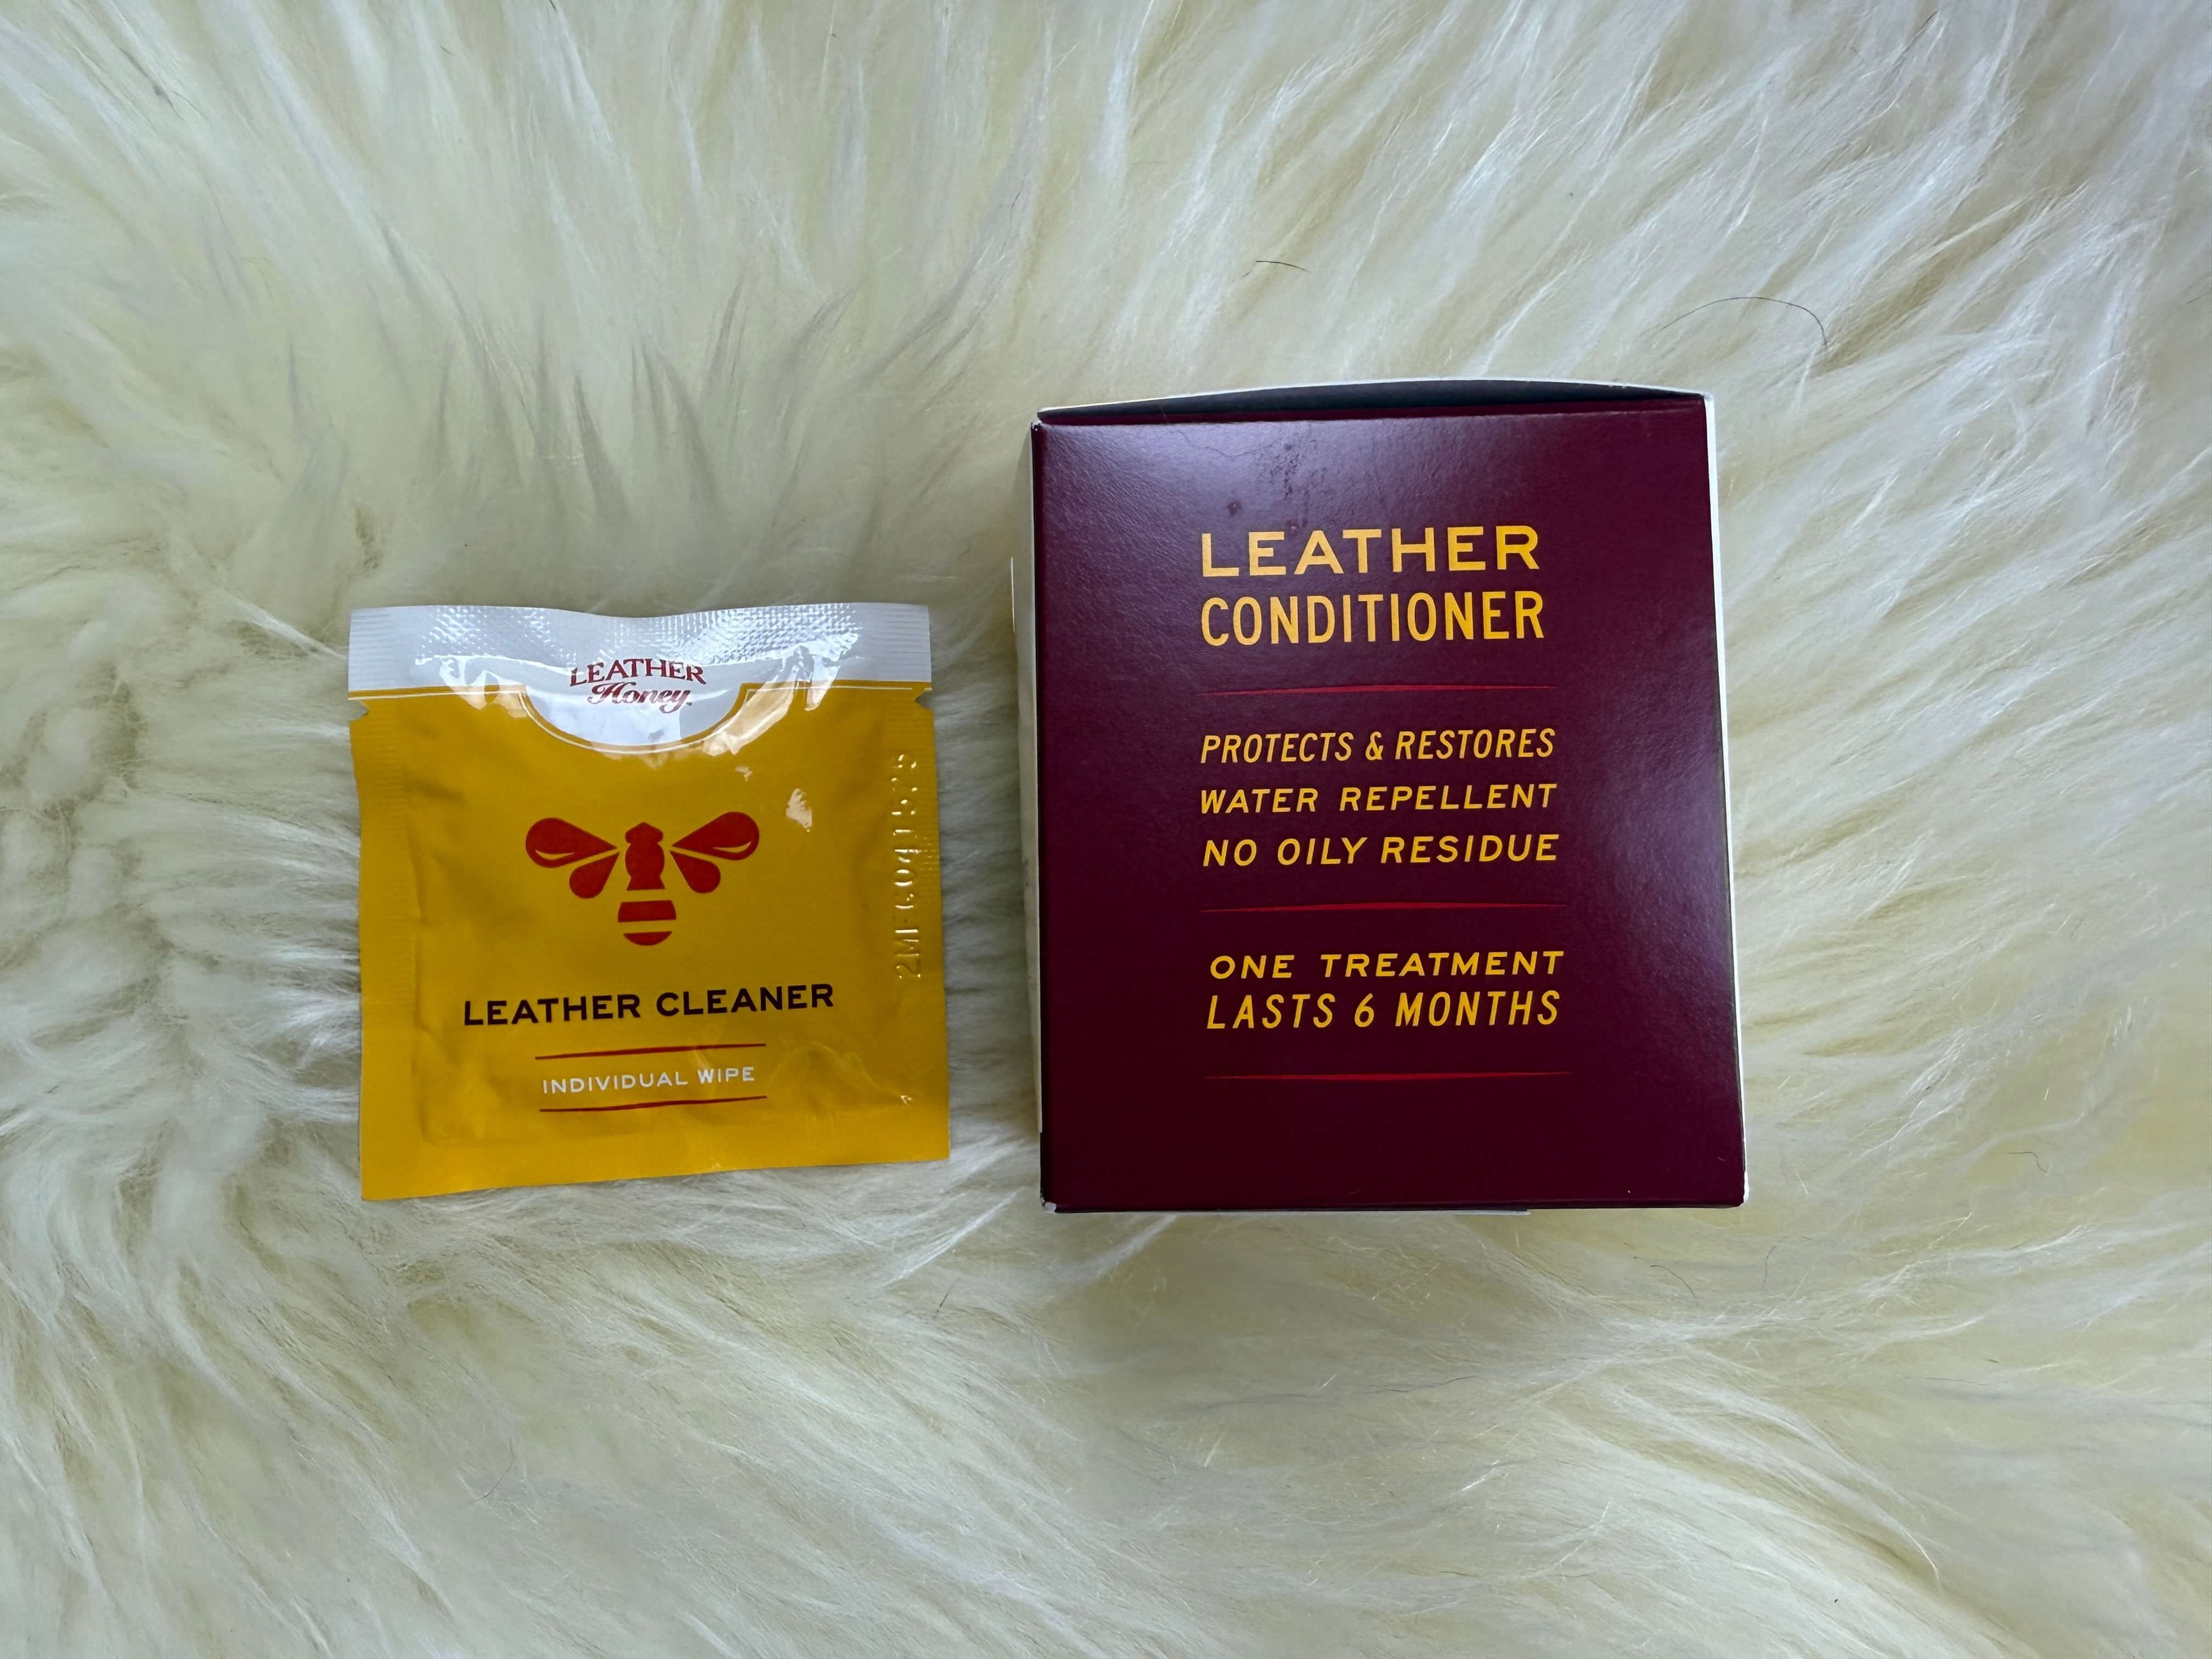 LEATHER
Honey
LEATHER CLEANER
INDIVIDUAL WIPE
LEATHER
CONDITIONER
PROTECTS & RESTORES
WATER REPELLENT
NO OILY RESIDUE
ONE TREATMENT
LASTS 6 MONTHS